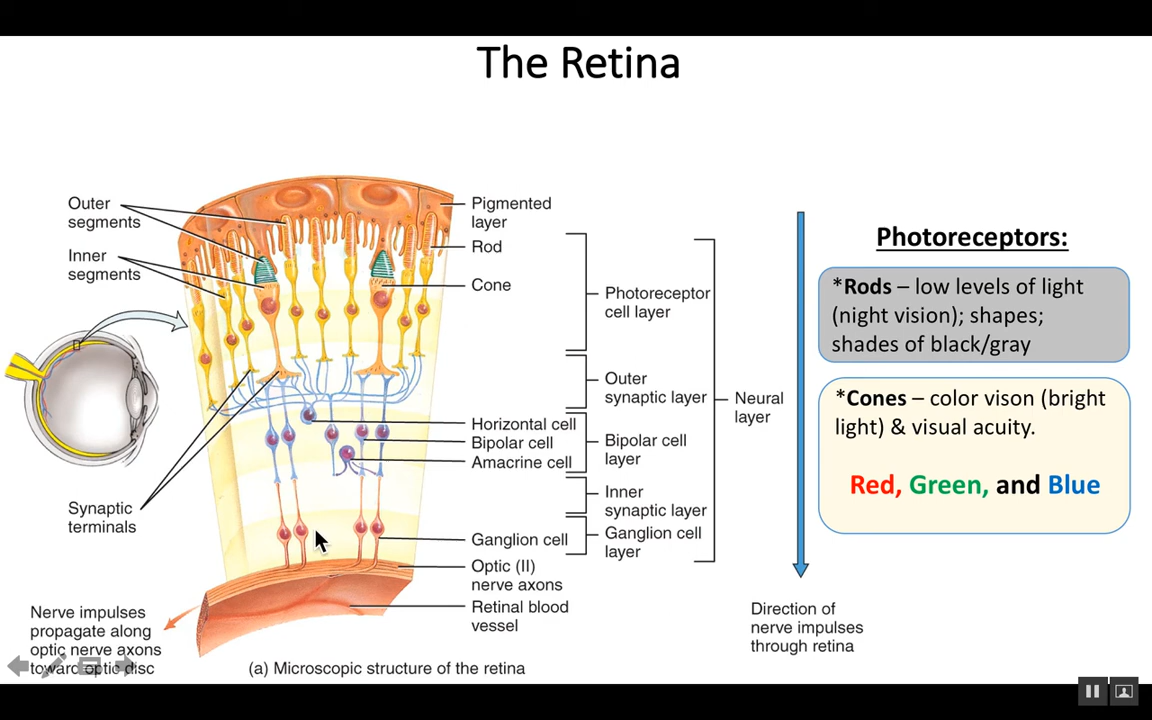 The Retina
Outer
segments
Inner
segments
Synaptic
terminals
Nerve impulses
propagate along
optic nerve axons
toward optic disc
Pigmented
layer
Rod
Cone
Horizontal cell
Bipolar cell
Amacrine cell
Ganglion cell
Optic (II)
nerve axons
Retinal blood
vessel
Photoreceptor
cell layer
Outer
synaptic layer
Bipolar cell
layer
Inner
synaptic layer
Ganglion cell
layer
Neural
layer
(a) Microscopic structure of the retina
Direction of
nerve impulses
through retina
Photoreceptors:
*Rods – low levels of light
(night vision); shapes;
shades of black/gray
*Cones – color vison (bright
light) & visual acuity.
Red, Green, and Blue